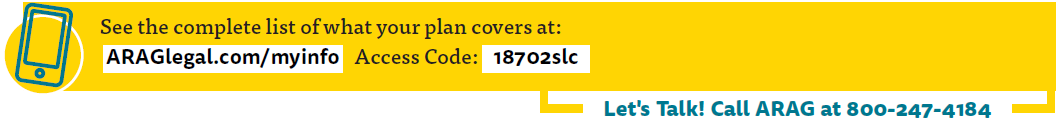 See the complete list of what your plan covers at:
ARAGlegal.com/myinfo Access Code: 18702slc
Let's Talk! Call ARAG at 800-247-4184